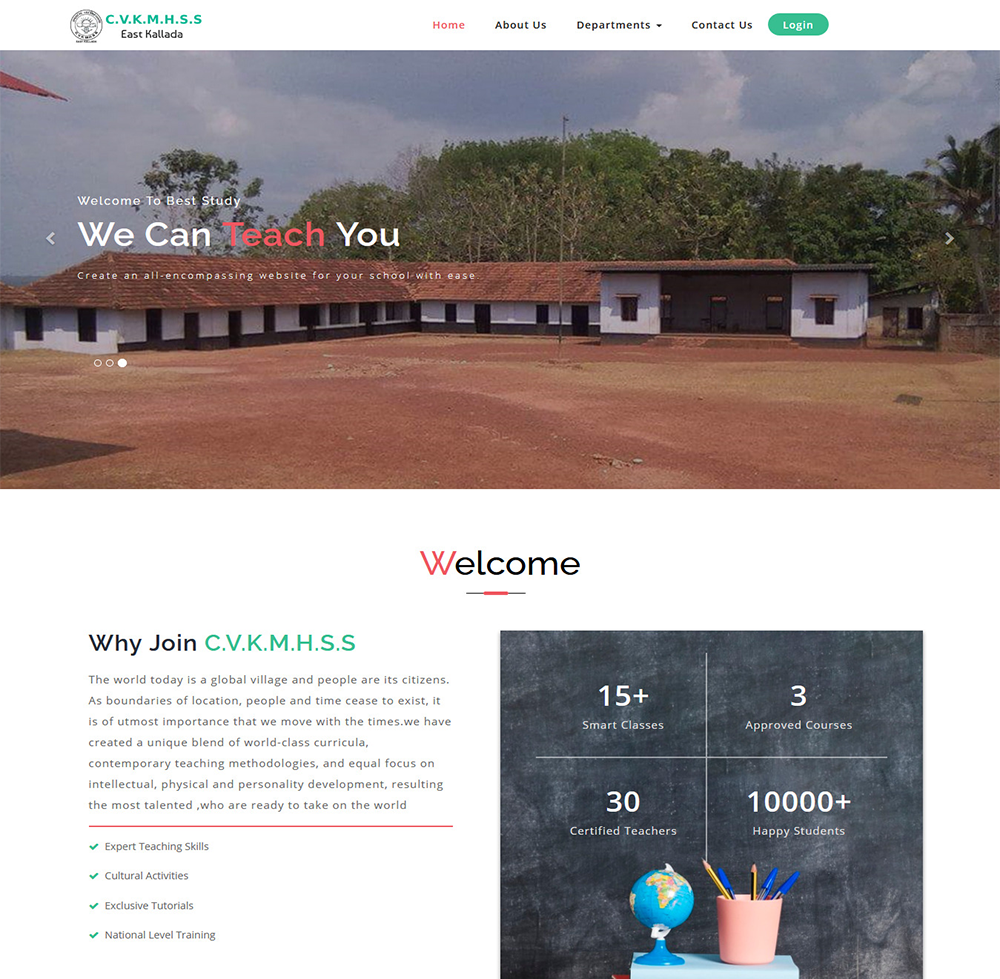 C.V.K.M.H.S.S
East Kallada
EAST KALLADA
Home
About Us
Departments
Contact Us
Login
Welcome To Best Study
We Can Teach You
Create an all-encompassing website for your school with ease.
Welcome
Why Join C.V.K.M.H.S.S
The world today is a global village and people are its citizens.
As boundaries of location, people and time cease to exist, it
is of utmost importance that we move with the times.we have
created a unique blend of world-class curricula,
contemporary teaching methodologies, and equal focus on
intellectual, physical and personality development, resulting
the most talented ,who are ready to take on the world
Expert Teaching Skills
Cultural Activities
Exclusive Tutorials
National Level Training
15+
Smart Classes
3
Approved Courses
30
Certified Teachers
10000+
Happy Students